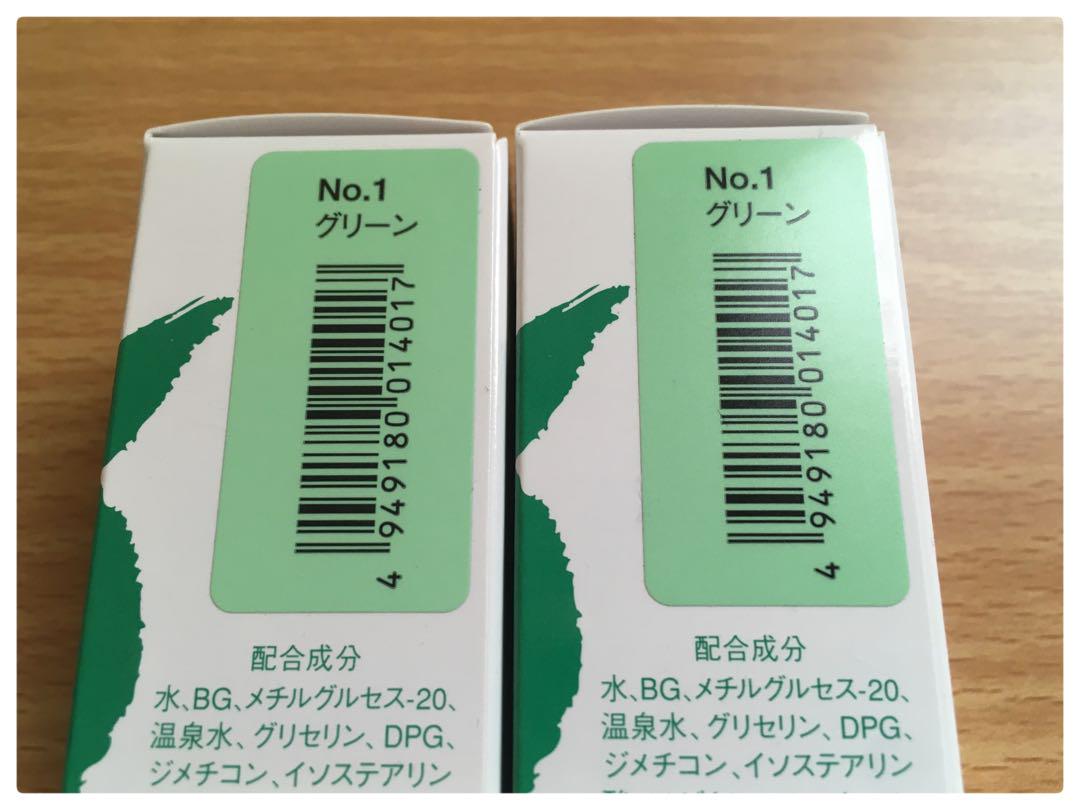 No.1
グリーン
4 949180 014017
配合成分
水、BG、メチルグルセス-20、
温泉水、グリセリン、DPG、
ジメチコン、イソステアリン
No.1
グリーン
4 949180 014017
配合成分
水、BG、メチルグルセス-20、
温泉水、グリセリン、DPG、
ジメチコン、イソステアリン